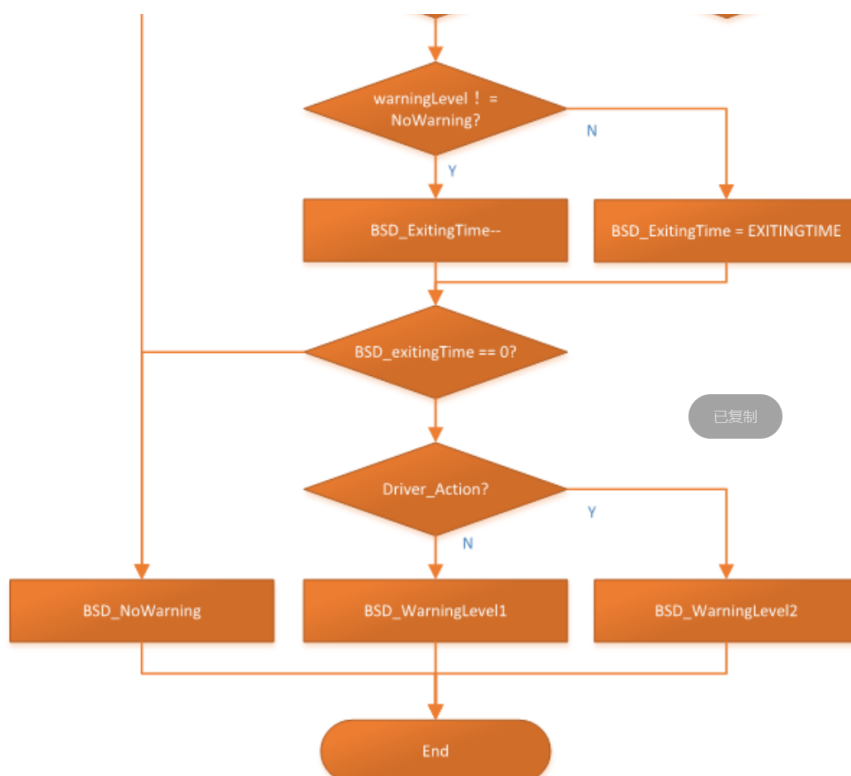 warningLevel ！ =
NoWarning?
N
Y
BSD_ExitingTime--
BSD_ExitingTime = EXITINGTIME
BSD_exitingTime == 0?
已复制
Driver_Action?
Y
N
BSD_NoWarning
BSD_WarningLevel1
BSD_WarningLevel2
End